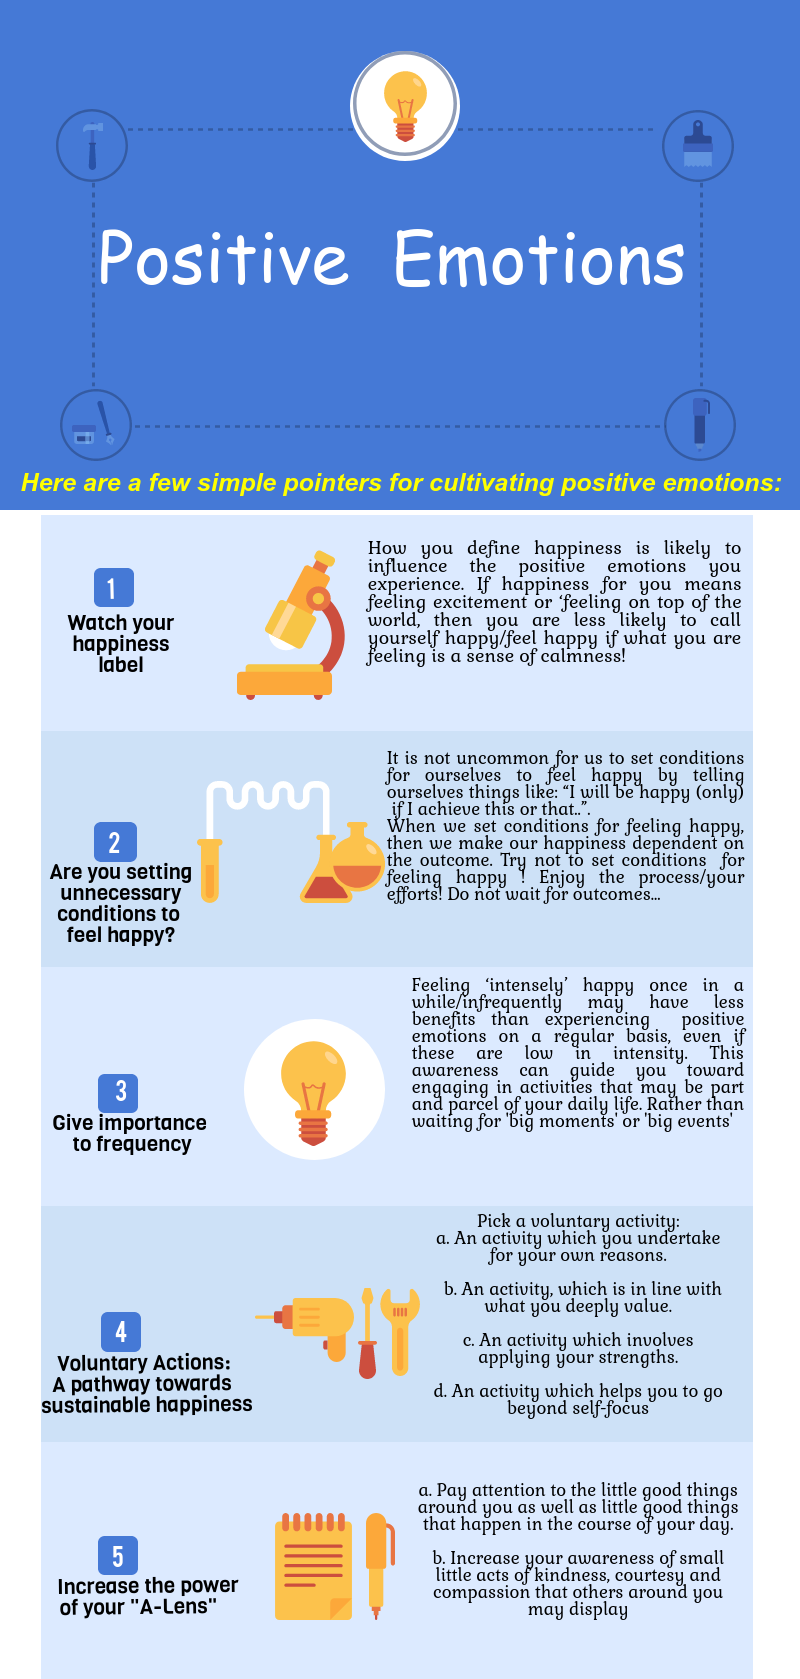 Positive Emotions
Here are a few simple pointers for cultivating positive emotions:
1
Watch your
happiness
label
How you define happiness is likely to
influence the positive emotions you
experience. If happiness for you means
feeling excitement or ‘feeling on top of the
world, then you are less likely to call
yourself happy/feel happy if what you are
feeling is a sense of calmness!
2
Are you setting
unnecessary
conditions to
feel happy?
It is not uncommon for us to set conditions
for ourselves to feel happy by telling
ourselves things like: “I will be happy (only)
if I achieve this or that..”.
When we set conditions for feeling happy,
then we make our happiness dependent on
the outcome. Try not to set conditions for
feeling happy ! Enjoy the process/your
efforts! Do not wait for outcomes...
3
Give importance
to frequency
Feeling ‘intensely’ happy once in a
while/infrequently may have less
benefits than experiencing positive
emotions on a regular basis, even if
these are low in intensity. This
awareness can guide you toward
engaging in activities that may be part
and parcel of your daily life. Rather than
waiting for 'big moments' or 'big events'
4
Voluntary Actions:
A pathway towards
sustainable happiness
Pick a voluntary activity:
a. An activity which you undertake
for your own reasons.
b. An activity, which is in line with
what you deeply value.
c. An activity which involves
applying your strengths.
d. An activity which helps you to go
beyond self-focus
5
Increase the power
of your "A-Lens"
a. Pay attention to the little good things
around you as well as little good things
that happen in the course of your day.
b. Increase your awareness of small
little acts of kindness, courtesy and
compassion that others around you
may display